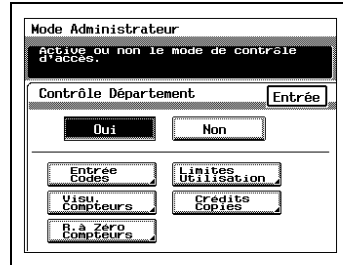 Mode Administrateur
Active ou non le mode de contrôle
d'accès.
Contrôle Département
Entrée
Oui Non
Entrée
Codes
Limites
Utilisation
Visu.
Compteurs
Crédits
Copies
R.à Zéro
Compteurs